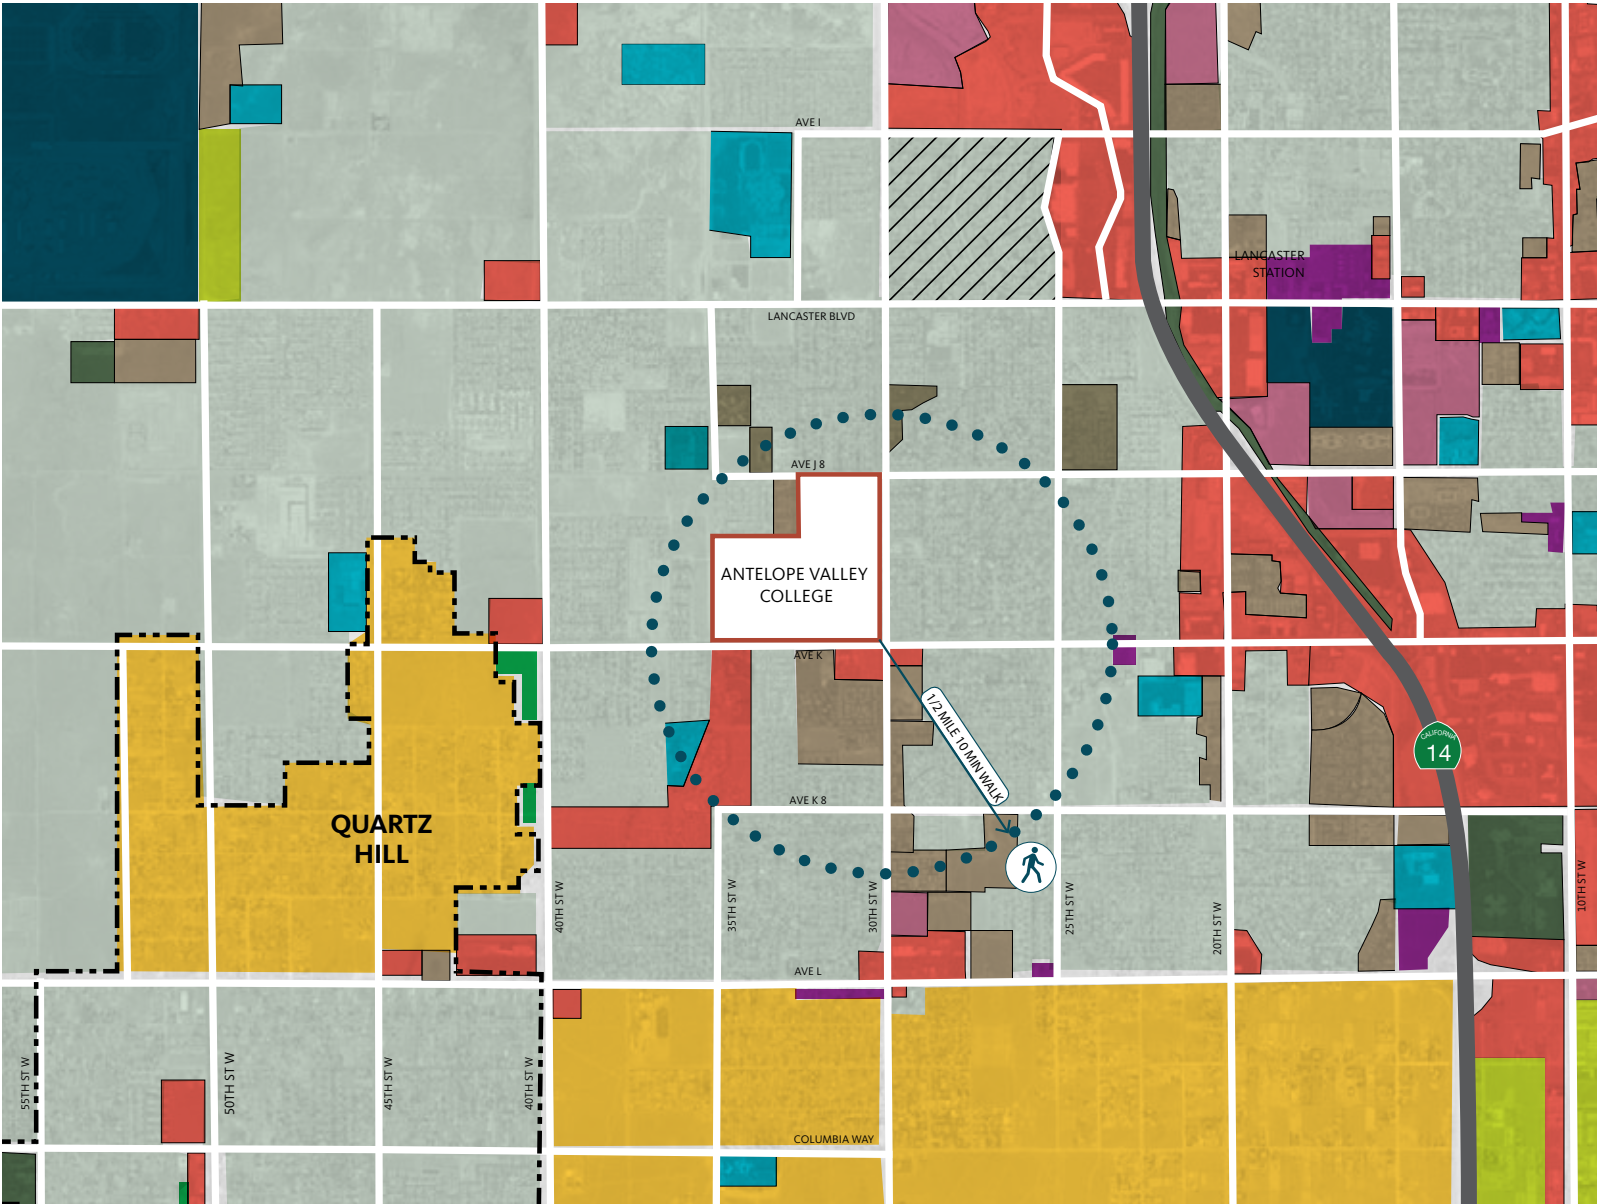 AVE I
LANCASTER
STATION
LANCASTER BLVD
AVE J 8
ANTELOPE VALLEY
COLLEGE
AVE K
1/2 MILE 10 MIN WALK
CALIFORNIA
14
AVE K 8
QUARTZ
HILL
40TH ST W
35TH ST W
30TH ST W
25TH ST W
20TH ST W
10TH ST W
AVE L
55TH ST W
50TH ST W
45TH ST W
40TH ST W
COLUMBIA WAY